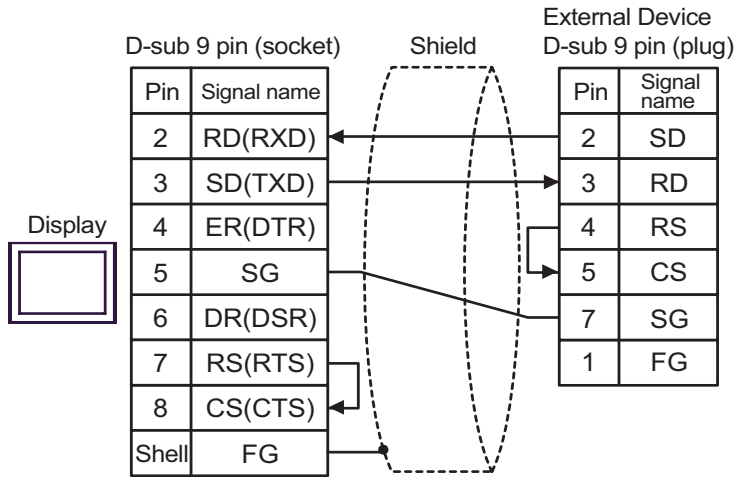 External Device
D-sub 9 pin (socket) Shield D-sub 9 pin (plug)
Pin Signal name Pin Signal
name
2 RD(RXD) 2 SD
3 SD(TXD) 3 RD
Display 4 ER(DTR) 4 RS
5 SG 5 CS
6 DR(DSR) 7 SG
7 RS(RTS) 1 FG
8 CS(CTS)
Shell FG